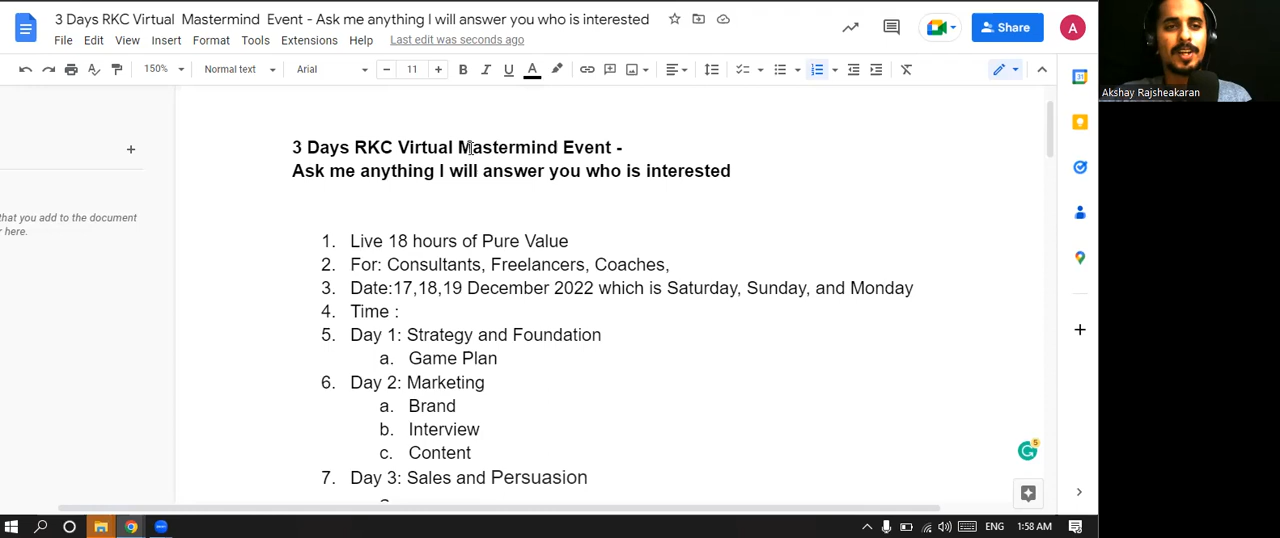 3 Days RKC Virtual  Mastermind  Event - Ask me anything I will answer you who is interested
File Edit View Insert Format Tools Extensions Help Last edit was seconds ago
Share
A
150% Normal text Arial 11 B I U A
Akshay Rajsheakaran
3 Days RKC Virtual Mastermind Event -
Ask me anything I will answer you who is interested
that you add to the document
r here.
1. Live 18 hours of Pure Value
2. For: Consultants, Freelancers, Coaches,
3. Date:17,18,19 December 2022 which is Saturday, Sunday, and Monday
4. Time :
5. Day 1: Strategy and Foundation
a. Game Plan
6. Day 2: Marketing
a. Brand
b. Interview
c. Content
7. Day 3: Sales and Persuasion
5
ENG 1:58 AM